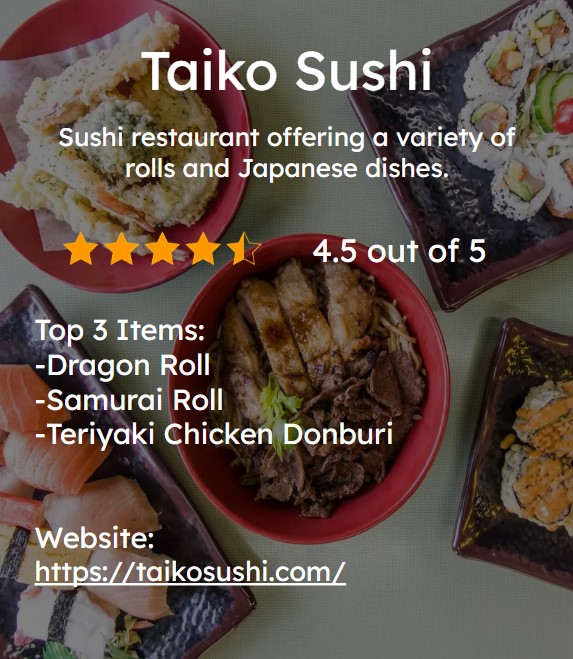 Taiko Sushi
Sushi restaurant offering a variety of
rolls and Japanese dishes.
4.5 out of 5
Top 3 Items:
-Dragon Roll
-Samurai Roll
-Teriyaki Chicken Donburi
Website:
https://taikosushi.com/